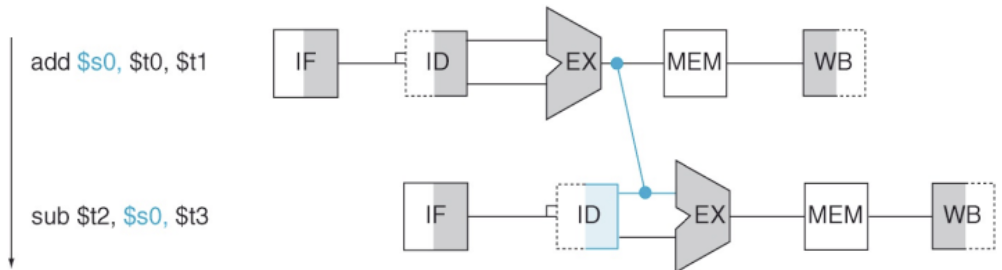 add $s0, $t0, $t1 IF ID EX MEM WB
sub $t2, $s0, $t3 IF ID EX MEM WB